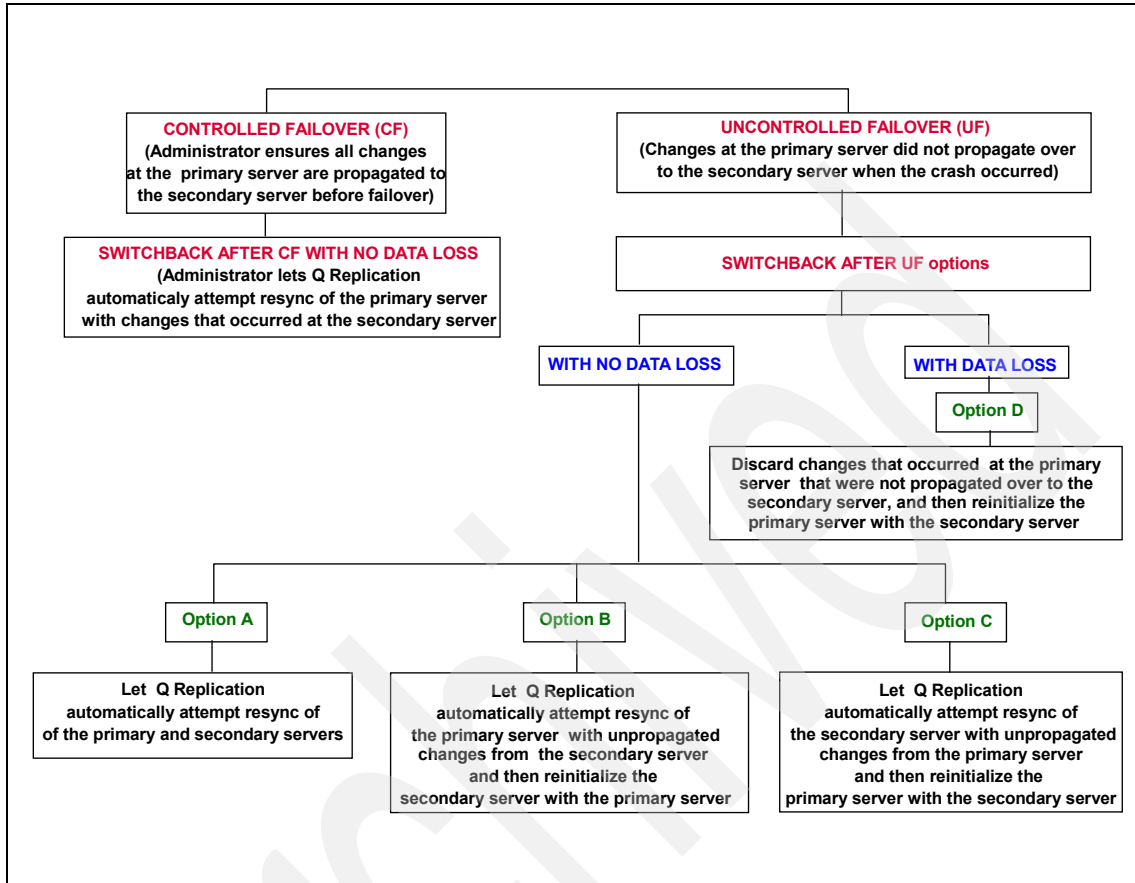 CONTROLLED FAILOVER (CF)
(Administrator ensures all changes
at the primary server are propagated to
the secondary server before failover)
UNCONTROLLED FAILOVER (UF)
(Changes at the primary server did not propagate over
to the secondary server when the crash occurred)
SWITCHBACK AFTER CF WITH NO DATA LOSS
(Administrator lets Q Replication
automaticaly attempt resync of the primary server
with changes that occurred at the secondary server
SWITCHBACK AFTER UF options
WITH NO DATA LOSS
WITH DATA LOSS
Option D
Discard changes that occurred at the primary
server that were not propagated over to the
secondary server, and then reinitialize the
primary server with the secondary server
Option A
Let Q Replication
automatically attempt resync of
of the primary and secondary servers
Option B
Let Q Replication
automatically attempt resync of
the primary server with unpropagated
changes from the secondary server
and then reinitialize the
secondary server with the primary server
Option C
Let Q Replication
automatically attempt resync of
the secondary server with unpropagated
changes from the primary server
and then reinitialize the
primary server with the secondary server